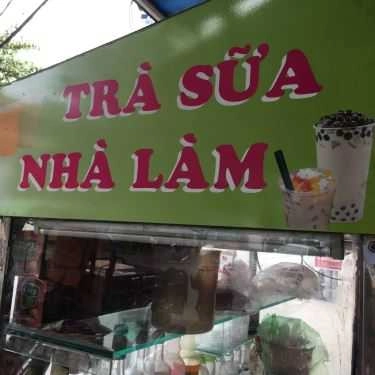 TRÀ SỮA
NHÀ LÀM